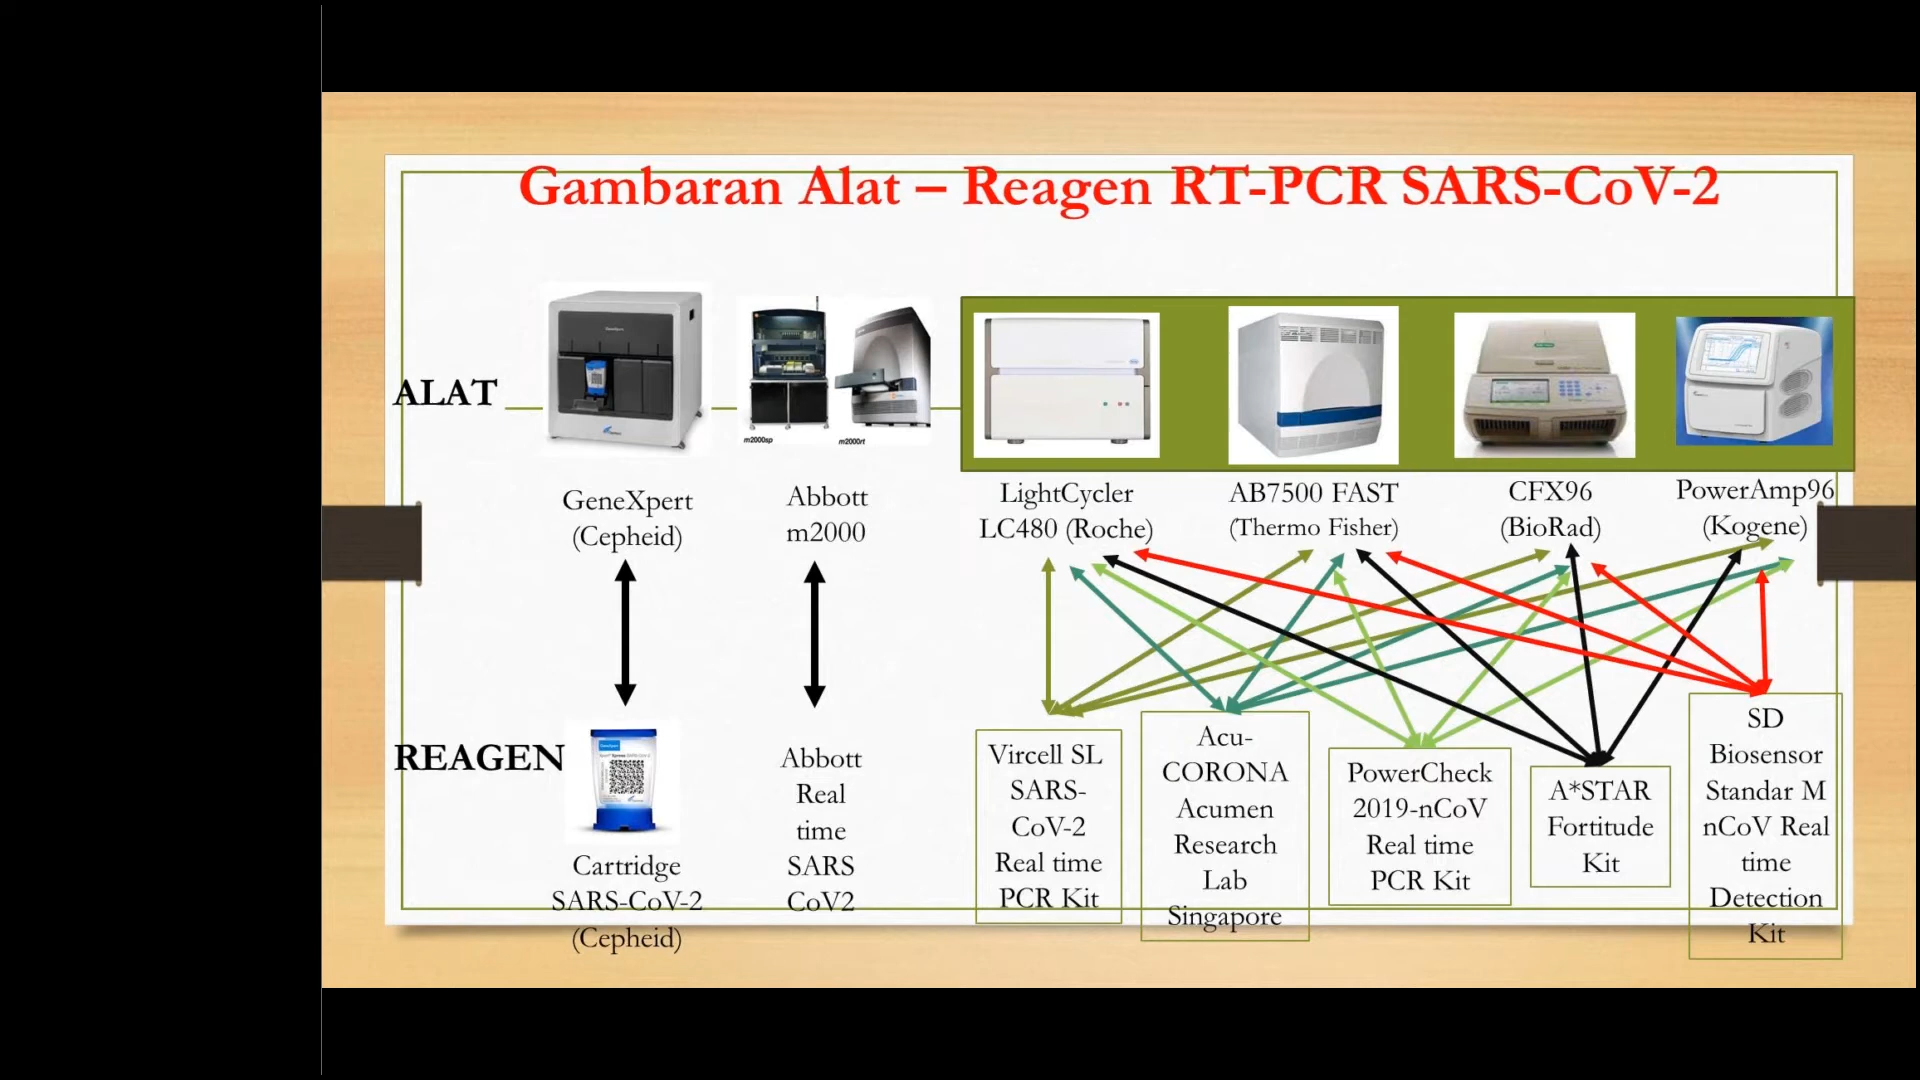 Gambaran Alat – Reagen RT-PCR SARS-CoV-2
ALAT
m2000sp
m2000rt
GeneXpert
(Cepheid)
Abbott
m2000
LightCycler
LC480 (Roche)
AB7500 FAST
(Thermo Fisher)
CFX96
(BioRad)
PowerAmp96
(Kogene)
REAGEN
Cartridge
SARS-CoV-2
(Cepheid)
Abbott
Real
time
SARS
CoV2
Vircell SL
SARS-
CoV-2
Real time
PCR Kit
Acu-
CORONA
Acumen
Research
Lab
Singapore
PowerCheck
2019-nCoV
Real time
PCR Kit
A*STAR
Fortitude
Kit
SD
Biosensor
Standar M
nCoV Real
time
Detection
Kit